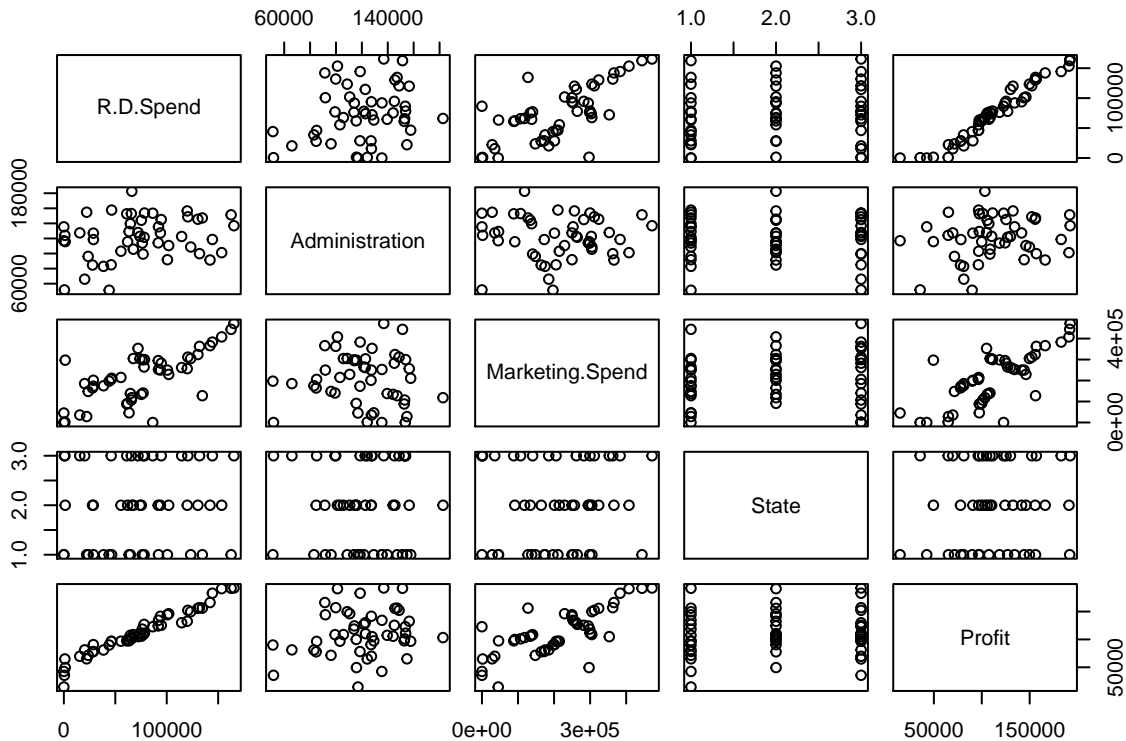 60000 140000 1.0 2.0 3.0
R.D.Spend
0 100000
60000 180000
Administration
Marketing.Spend
0e+00 4e+05
1.0 2.0 3.0
State
Profit
50000
0 100000 0e+00 3e+05 50000 150000